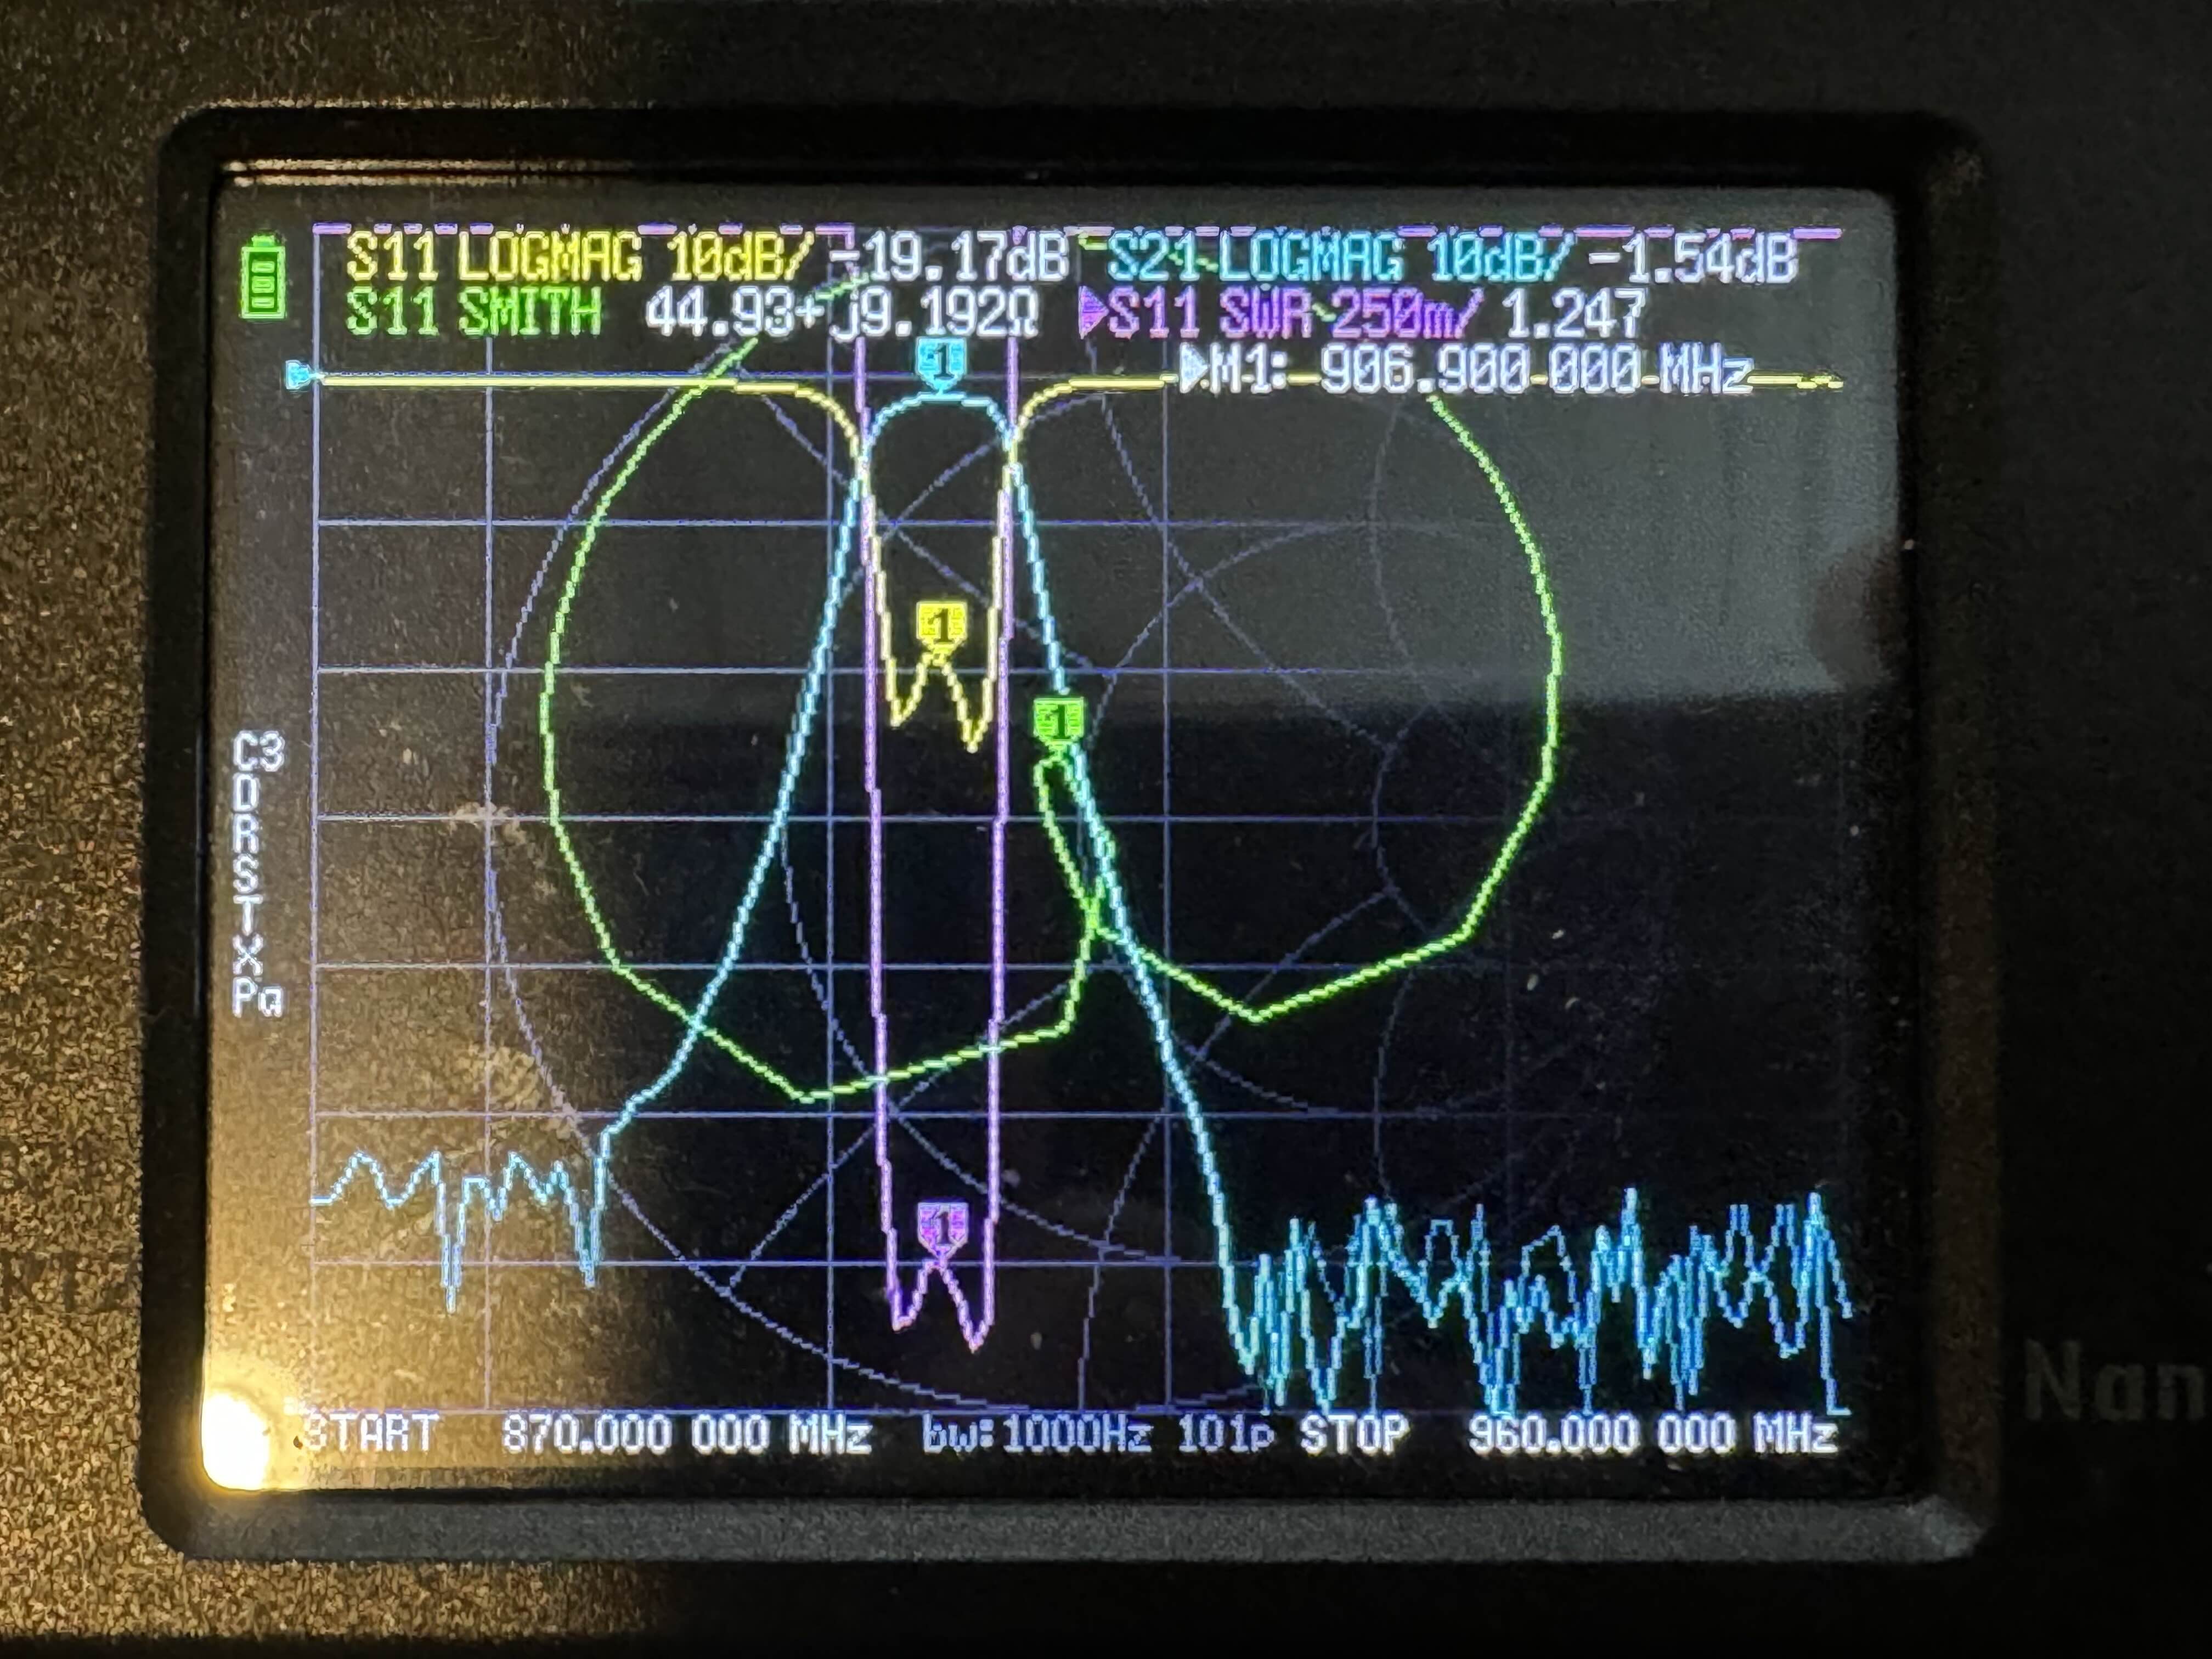 S11 LOGMAG 10dB/ -19.17dB S21 LOGMAG 10dB/ -1.54dB
S11 SMITH 44.93+j9.192Ω S11 SWR 250m/ 1.247
M1: 906.900 000 MHz
1
1
1
1
C3
D
R
S
T
X
P0
START 870.000 000 MHz bw:1000Hz 101p STOP 960.000 000 MHz
Nan